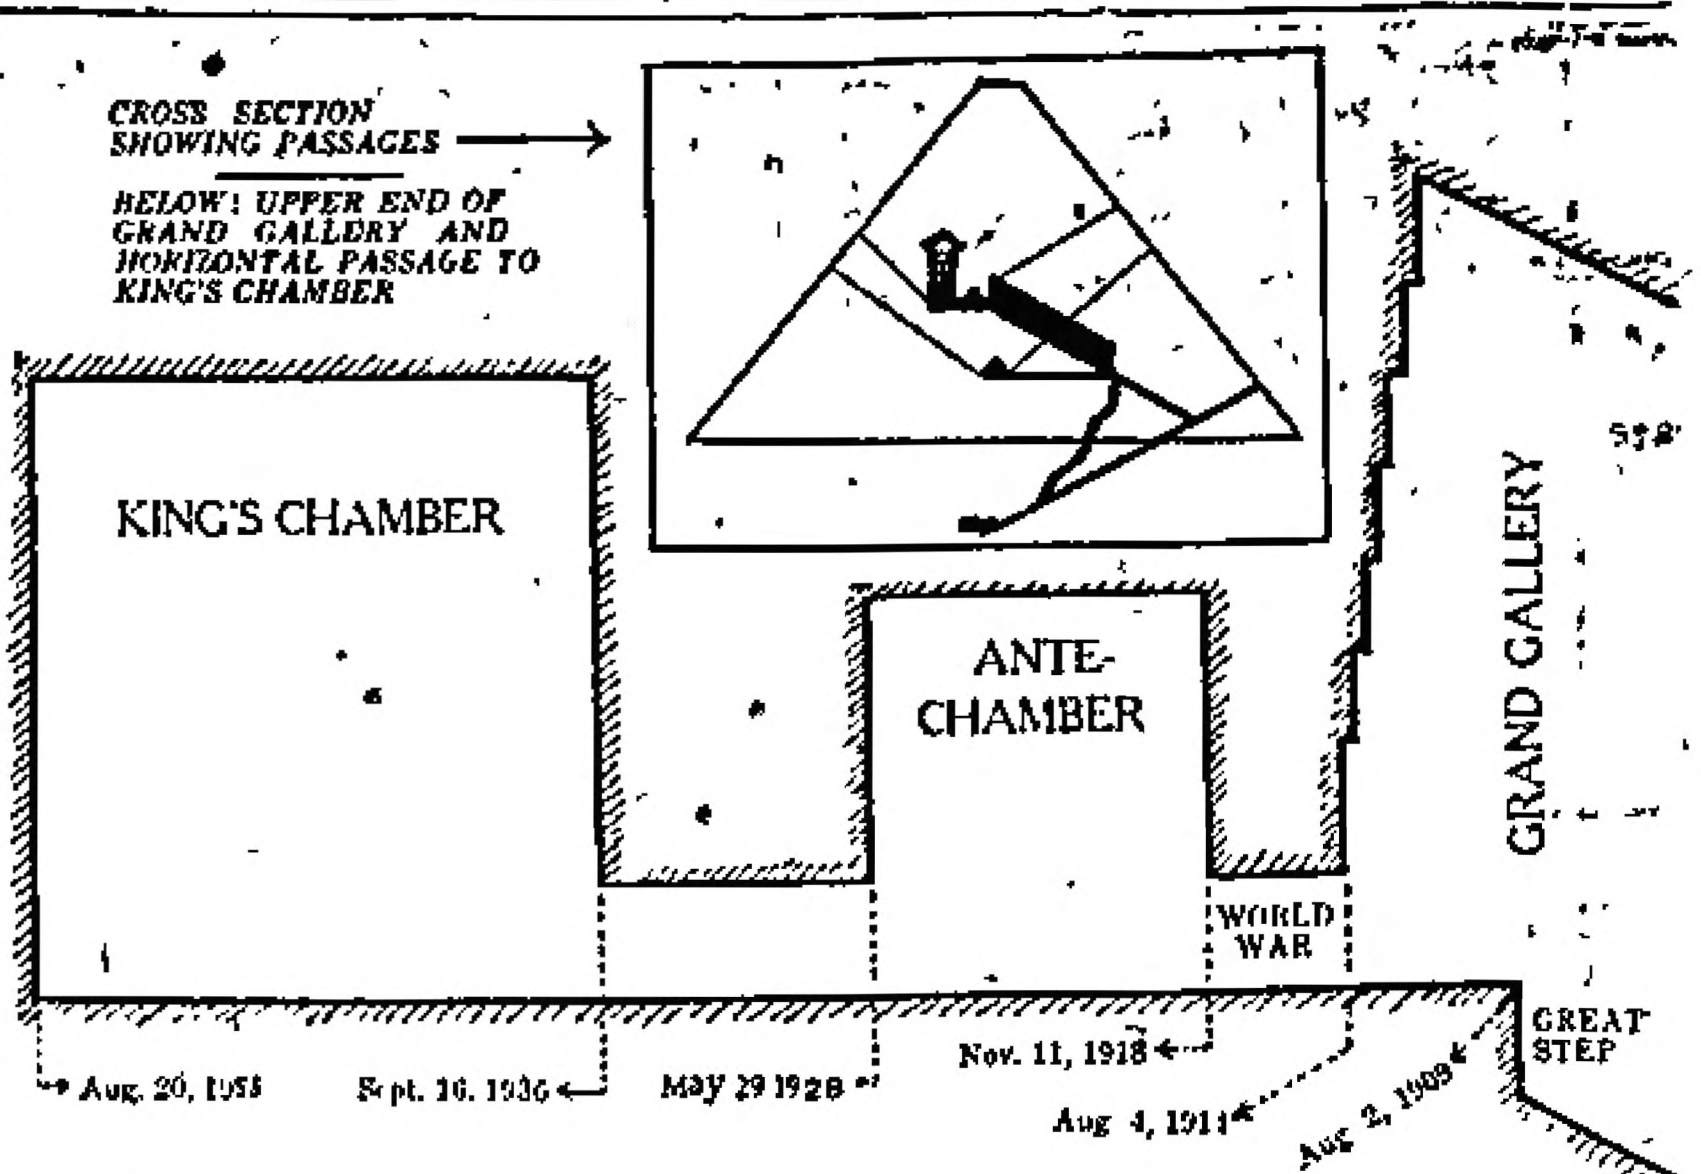 CROSS SECTION
SHOWING PASSAGES
BELOW: UPPER END OF
GRAND GALLERY AND
HORIZONTAL PASSAGE TO
KING'S CHAMBER
KING'S CHAMBER
ANTE-
CHAMBER
GRAND GALLERY
WORLD
WAR
GREAT
STEP
Aug. 20,
Sept. 16. 1936
May 29 1928
Nov. 11, 1918
Aug 4, 1914
Aug 2, 1909